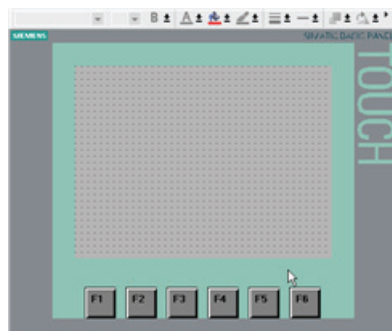 B A
SIEMENS SIMATIC BASIC PANEL
TOUCH
F1 F2 F3 F4 F5 F6